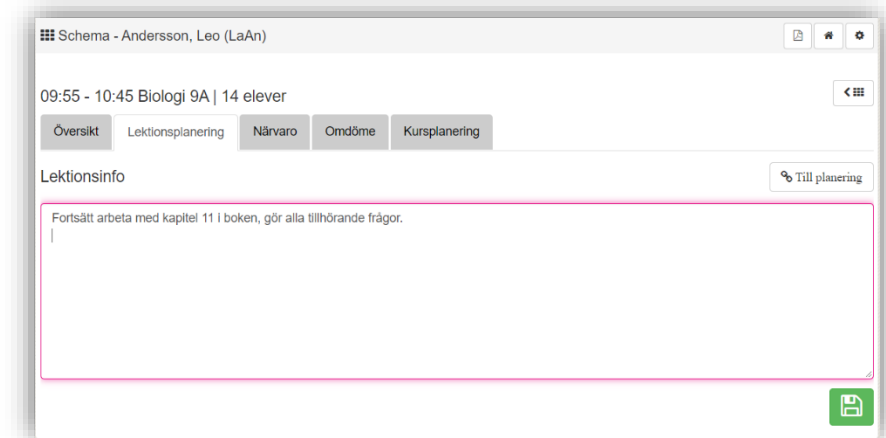 Schema - Andersson, Leo (LaAn)
09:55 - 10:45 Biologi 9A | 14 elever
Översikt Lektionsplanering Närvaro Omdöme Kursplanering
Lektionsinfo Till planering
Fortsätt arbeta med kapitel 11 i boken, gör alla tillhörande frågor.